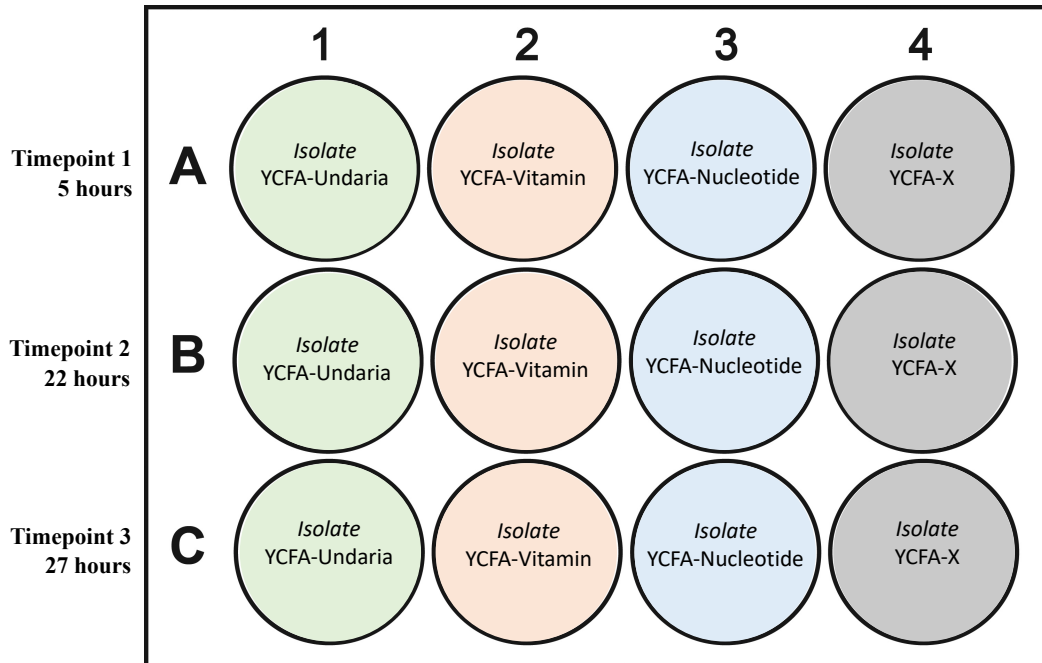 1 2 3 4
Timepoint 1
5 hours
A
Isolate
YCFA-Undaria
Isolate
YCFA-Vitamin
Isolate
YCFA-Nucleotide
Isolate
YCFA-X
Timepoint 2
22 hours
B
Isolate
YCFA-Undaria
Isolate
YCFA-Vitamin
Isolate
YCFA-Nucleotide
Isolate
YCFA-X
Timepoint 3
27 hours
C
Isolate
YCFA-Undaria
Isolate
YCFA-Vitamin
Isolate
YCFA-Nucleotide
Isolate
YCFA-X